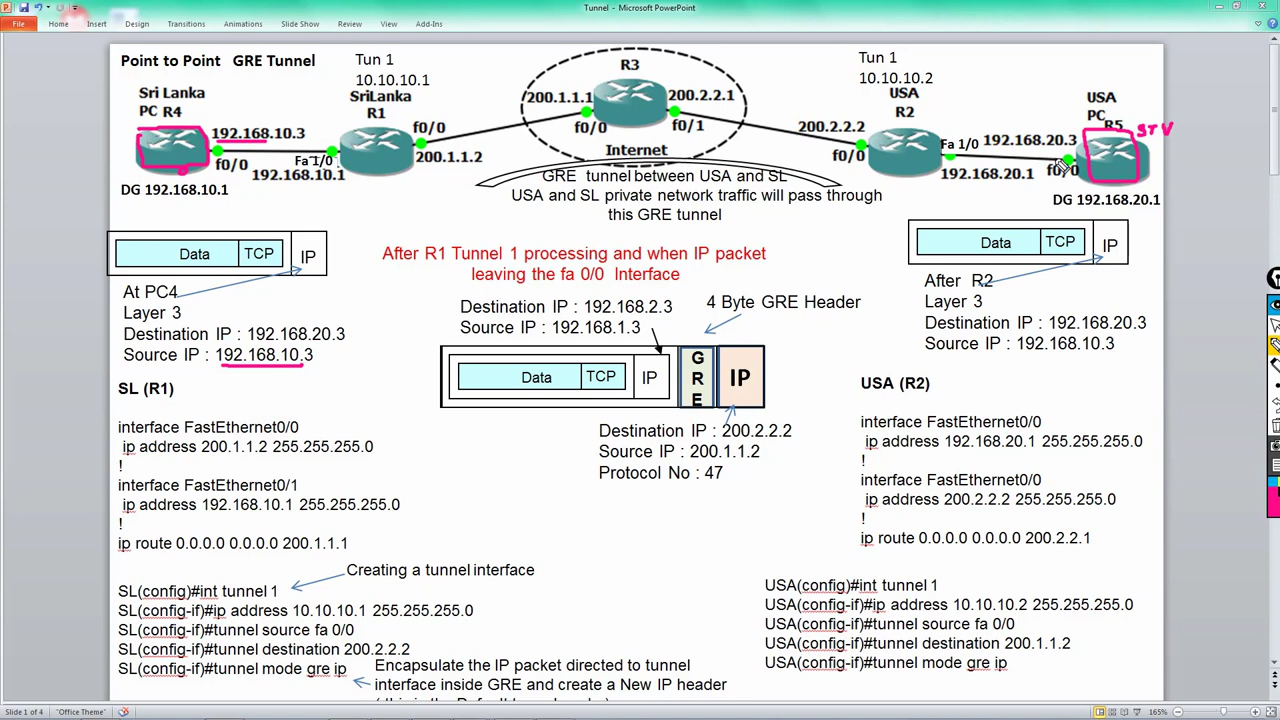 Tunnel - Microsoft PowerPoint
File Home Insert Design Transitions Animations Slide Show Review View Add-Ins
Point to Point GRE Tunnel
Tun 1
10.10.10.1
Sri Lanka
PC R4
192.168.10.3
f0/0
DG 192.168.10.1
SriLanka
R1
Fa 1/0
192.168.10.1
f0/0
200.1.1.2
R3
200.1.1.1
200.2.2.1
f0/0
f0/1
Internet
Tun 1
10.10.10.2
USA
R2
200.2.2.2
f0/0
Fa 1/0
192.168.20.1
USA
PC
R5
STV
192.168.20.3
f0/0
DG 192.168.20.1
GRE tunnel between USA and SL
USA and SL private network traffic will pass through
this GRE tunnel
Data TCP IP
At PC4
Layer 3
Destination IP : 192.168.20.3
Source IP : 192.168.10.3
After R1 Tunnel 1 processing and when IP packet
leaving the fa 0/0 Interface
Destination IP : 192.168.2.3
Source IP : 192.168.1.3
4 Byte GRE Header
Data TCP IP
G
R
E
IP
Destination IP : 200.2.2.2
Source IP : 200.1.1.2
Protocol No : 47
Data TCP IP
After R2
Layer 3
Destination IP : 192.168.20.3
Source IP : 192.168.10.3
SL (R1)
interface FastEthernet0/0
ip address 200.1.1.2 255.255.255.0
!
interface FastEthernet0/1
ip address 192.168.10.1 255.255.255.0
!
ip route 0.0.0.0 0.0.0.0 200.1.1.1
Creating a tunnel interface
SL(config)#int tunnel 1
SL(config-if)#ip address 10.10.10.1 255.255.255.0
SL(config-if)#tunnel source fa 0/0
SL(config-if)#tunnel destination 200.2.2.2
SL(config-if)#tunnel mode gre ip
Encapsulate the IP packet directed to tunnel
interface inside GRE and create a New IP header
USA (R2)
interface FastEthernet0/0
ip address 192.168.20.1 255.255.255.0
!
interface FastEthernet0/0
ip address 200.2.2.2 255.255.255.0
!
ip route 0.0.0.0 0.0.0.0 200.2.2.1
USA(config)#int tunnel 1
USA(config-if)#ip address 10.10.10.2 255.255.255.0
USA(config-if)#tunnel source fa 0/0
USA(config-if)#tunnel destination 200.1.1.2
USA(config-if)#tunnel mode gre ip
Slide 1 of 4 "Office Theme" 165%